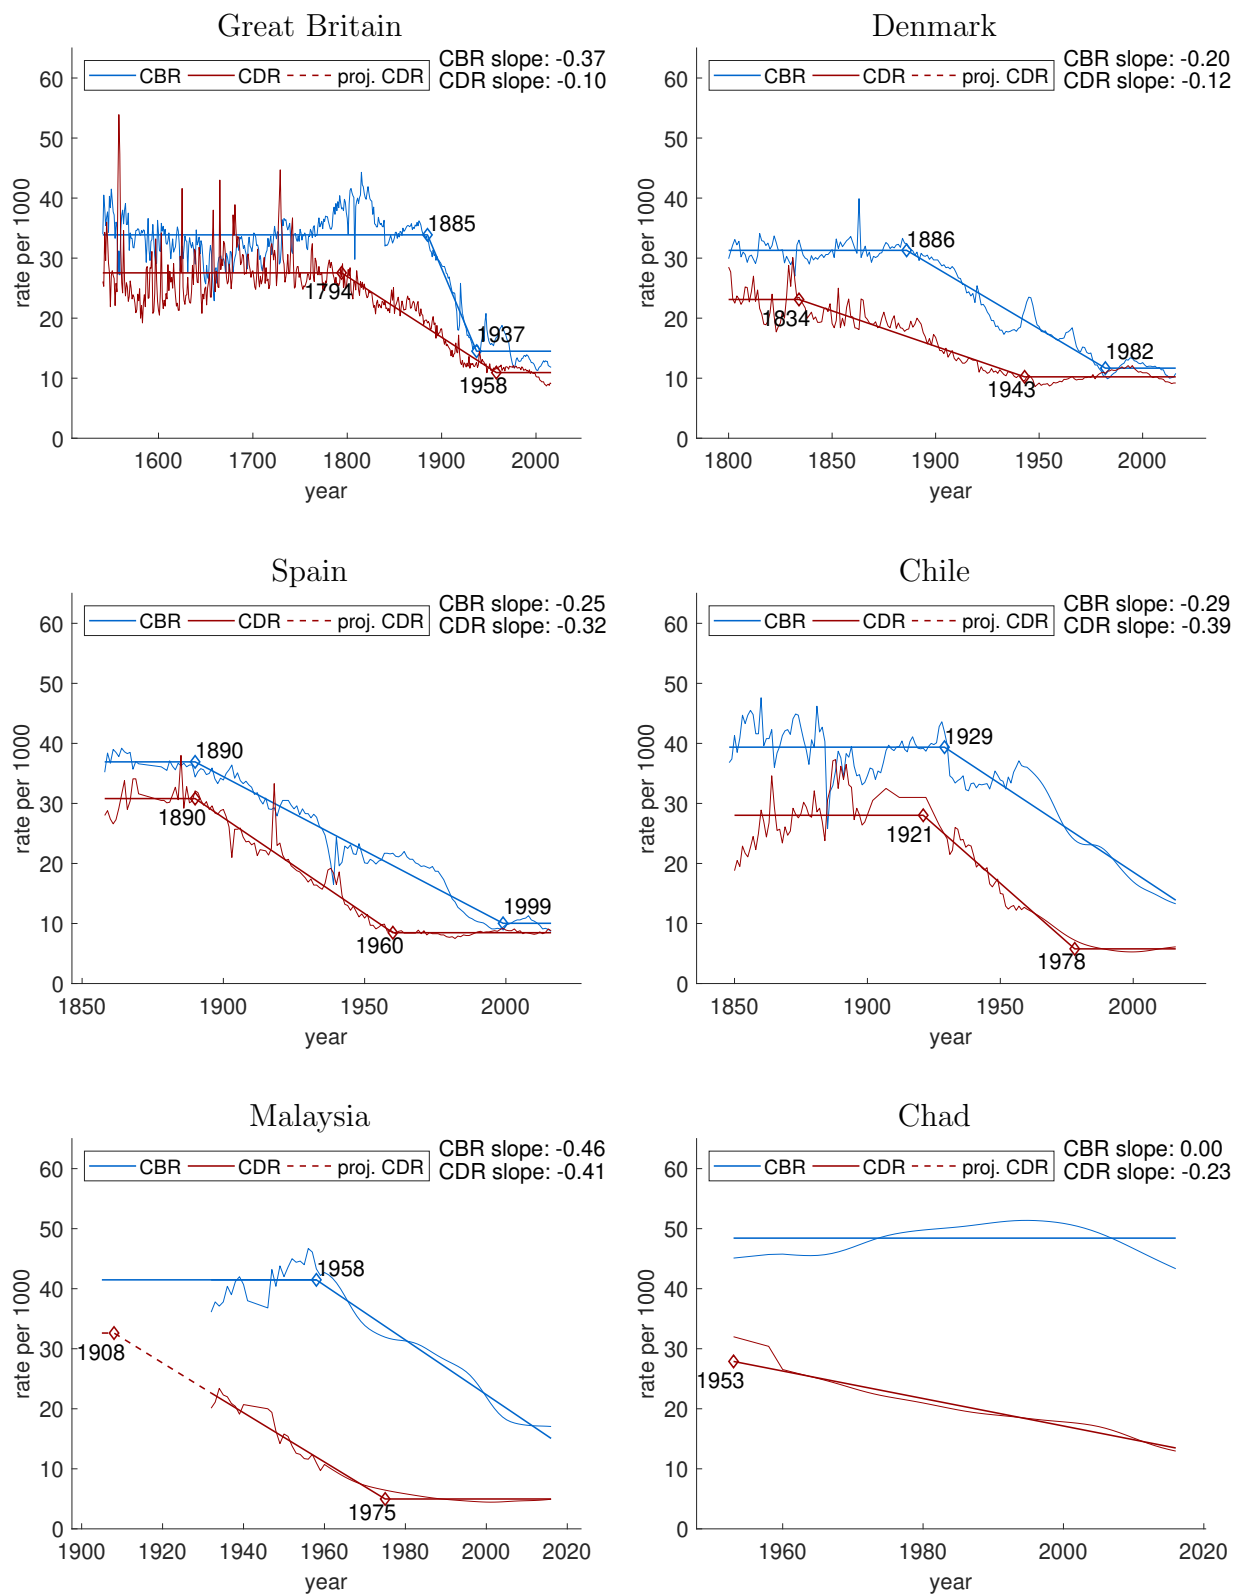 Great Britain
CBR CDR proj. CDR
CBR slope: -0.37
CDR slope: -0.10
rate per 1000
60
50
40
30
20
10
0
1885
1794
1937
1958
1600 1700 1800 1900 2000
year
Denmark
CBR CDR proj. CDR
CBR slope: -0.20
CDR slope: -0.12
rate per 1000
60
50
40
30
20
10
0
1886
1834
1982
1943
1800 1850 1900 1950 2000
year
Spain
CBR CDR proj. CDR
CBR slope: -0.25
CDR slope: -0.32
rate per 1000
60
50
40
30
20
10
0
1890
1890
1999
1960
1850 1900 1950 2000
year
Chile
CBR CDR proj. CDR
CBR slope: -0.29
CDR slope: -0.39
rate per 1000
60
50
40
30
20
10
0
1929
1921
1978
1850 1900 1950 2000
year
Malaysia
CBR CDR proj. CDR
CBR slope: -0.46
CDR slope: -0.41
rate per 1000
60
50
40
30
20
10
0
1958
1908
1975
1900 1920 1940 1960 1980 2000 2020
year
Chad
CBR CDR proj. CDR
CBR slope: 0.00
CDR slope: -0.23
rate per 1000
60
50
40
30
20
10
0
1953
1960 1980 2000 2020
year